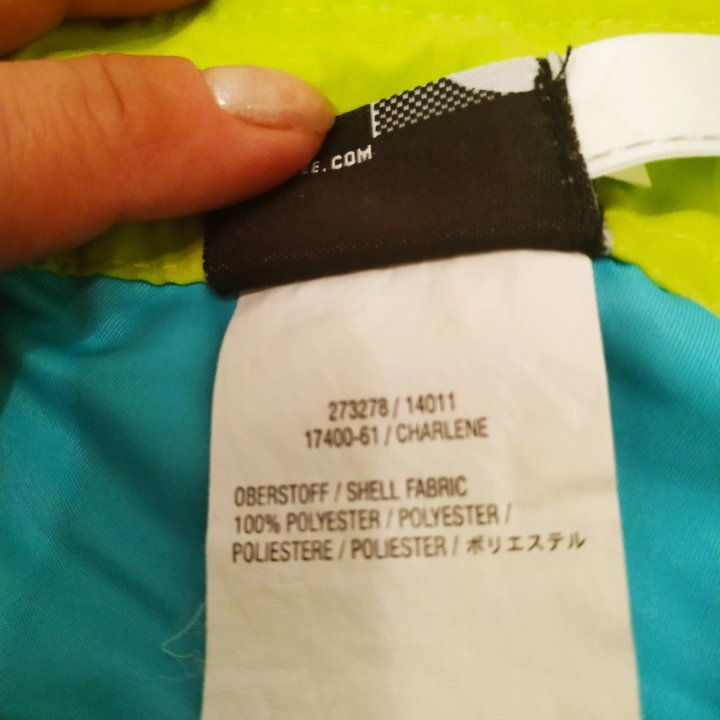 .COM
273278 / 14011
17400-61 / CHARLENE
OBERSTOFF / SHELL FABRIC
100% POLYESTER / POLYESTER /
POLIESTERE / POLIESTER / ポリエステル